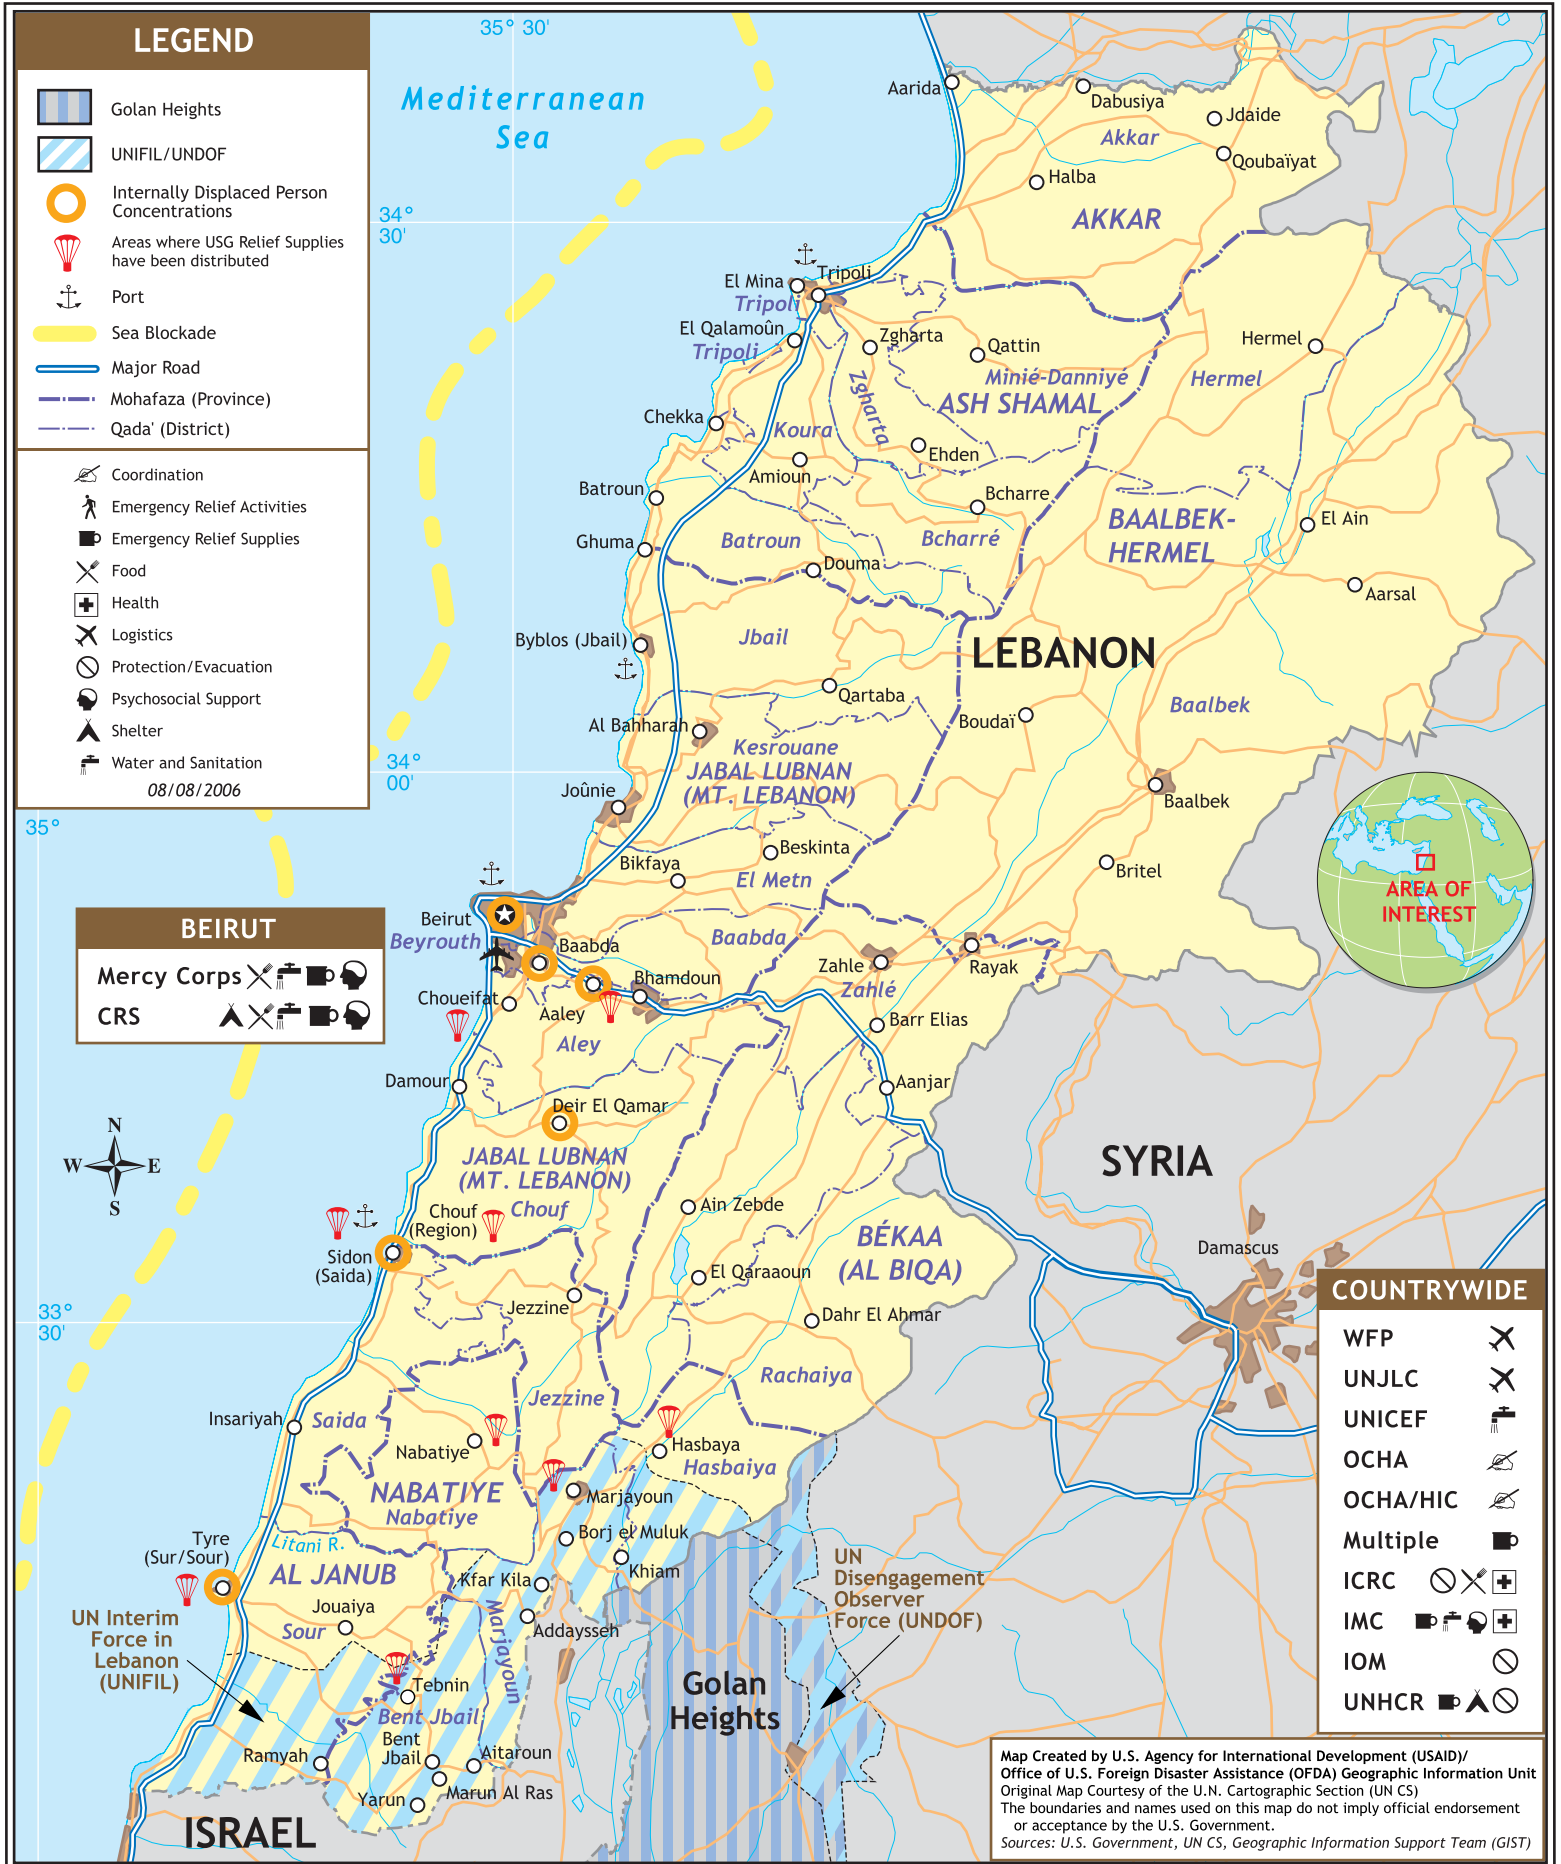 LEGEND
Golan Heights
UNIFIL/UNDOF
Internally Displaced Person
Concentrations
Areas where USG Relief Supplies
have been distributed
Port
Sea Blockade
Major Road
Mohafaza (Province)
Qada' (District)
Coordination
Emergency Relief Activities
Emergency Relief Supplies
Food
Health
Logistics
Protection/Evacuation
Psychosocial Support
Shelter
Water and Sanitation
08/08/2006
35° 30'
Mediterranean
Sea
34°
30'
34°
00'
35°
33°
30'
Aarida
Dabusiya
Jdaide
Akkar
Qoubaïyat
Halba
AKKAR
El Mina
Tripoli
Tripoli
El Qalamoûn
Tripoli
Zgharta
Qattin
Hermel
Minié-Danniyé
Hermel
Zgharta
ASH SHAMAL
Chekka
Koura
Ehden
Amioun
Batroun
Bcharre
BAALBEK-
HERMEL
El Ain
Ghuma
Batroun
Bcharré
Douma
Aarsal
Byblos (Jbail)
Jbail
LEBANON
Qartaba
Boudaï
Baalbek
Al Bahharah
Kesrouane
JABAL LUBNAN
(MT. LEBANON)
Joûnie
Baalbek
Beskinta
Bikfaya
El Metn
Britel
AREA OF
INTEREST
Beirut
Beyrouth
Baabda
Baabda
Bhamdoun
Zahle
Rayak
Zahlé
Choueifat
Aaley
Barr Elias
Aley
Damour
Aanjar
Deir El Qamar
BEIRUT
Mercy Corps
CRS
N
W
E
S
JABAL LUBNAN
(MT. LEBANON)
Chouf
Chouf
(Region)
Sidon
(Saida)
Ain Zebde
BÉKAA
(AL BIQA)
SYRIA
Damascus
El Qaraaoun
Jezzine
Dahr El Ahmar
Rachaiya
Jezzine
Insariyah
Saida
Nabatiye
Hasbaya
Hasbaiya
NABATIYE
Nabatiye
Marjayoun
Borj el Muluk
Litani R.
Khiam
Tyre
(Sur/Sour)
AL JANUB
Kfar Kila
Jouaiya
Sour
Addaysseh
Marjayoun
UN Interim
Force in
Lebanon
(UNIFIL)
UN
Disengagement
Observer
Force (UNDOF)
Tebnin
Bent Jbail
Golan
Heights
Ramyah
Bent
Jbail
Aitaroun
Marun Al Ras
Yarun
ISRAEL
COUNTRYWIDE
WFP
UNJLC
UNICEF
OCHA
OCHA/HIC
Multiple
ICRC
IMC
IOM
UNHCR
Map Created by U.S. Agency for International Development (USAID)/
Office of U.S. Foreign Disaster Assistance (OFDA) Geographic Information Unit
Original Map Courtesy of the U.N. Cartographic Section (UN CS)
The boundaries and names used on this map do not imply official endorsement
or acceptance by the U.S. Government.
Sources: U.S. Government, UN CS, Geographic Information Support Team (GIST)